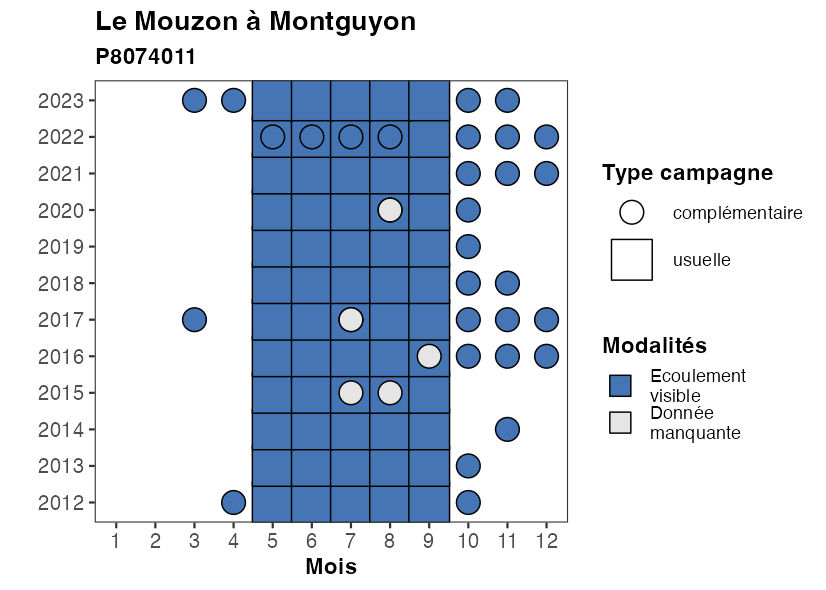 Le Mouzon à Montguyon
P8074011
2023
2022
2021
2020
2019
2018
2017
2016
2015
2014
2013
2012
1 2 3 4 5 6 7 8 9 10 11 12
Mois
Type campagne
complémentaire
usuelle
Modalités
Ecoulement
visible
Donnée
manquante